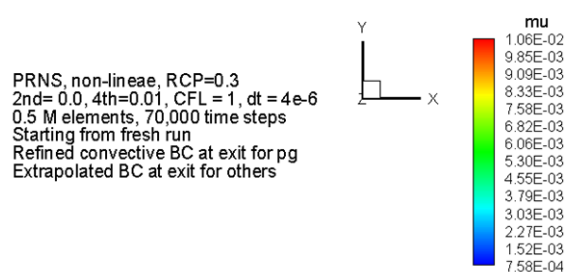 PRNS, non-lineae, RCP=0.3
2nd= 0.0, 4th=0.01, CFL = 1, dt = 4e-6
0.5 M elements, 70,000 time steps
Starting from fresh run
Refined convective BC at exit for pg
Extrapolated BC at exit for others
Y
Z
X
mu
1.06E-02
9.85E-03
9.09E-03
8.33E-03
7.58E-03
6.82E-03
6.06E-03
5.30E-03
4.55E-03
3.79E-03
3.03E-03
2.27E-03
1.52E-03
7.58E-04